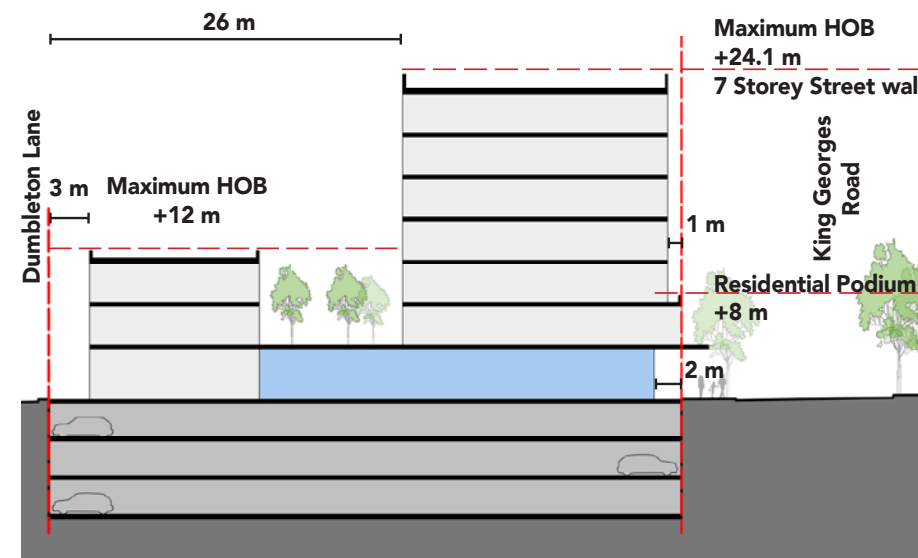 26 m
Maximum HOB
+24.1 m
7 Storey Street wal
Dumbleton Lane
3 m
Maximum HOB
+12 m
King Georges
Road
1 m
Residential Podium
+8 m
2 m